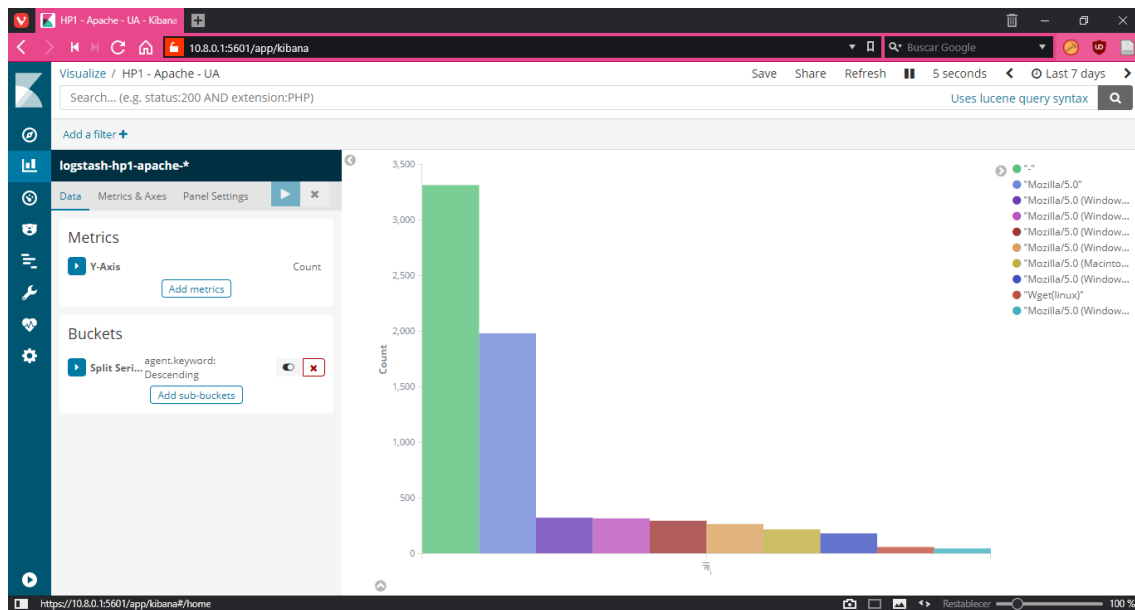 HP1 - Apache - UA - Kibana
10.8.0.1:5601/app/kibana
Buscar Google
Visualize / HP1 - Apache - UA
Save Share Refresh 5 seconds Last 7 days
Search... (e.g. status:200 AND extension:PHP)
Uses lucene query syntax
Add a filter +
logstash-hp1-apache-*
Data Metrics & Axes Panel Settings
Metrics
Y-Axis Count
Add metrics
Buckets
Split Seri... agent.keyword: Descending
Add sub-buckets
3,500
3,000
2,500
2,000
1,500
1,000
500
0
Count
"-"
"Mozilla/5.0"
"Mozilla/5.0 (Window...
"Mozilla/5.0 (Window...
"Mozilla/5.0 (Window...
"Mozilla/5.0 (Window...
"Mozilla/5.0 (Macinto...
"Mozilla/5.0 (Window...
"Wget(linux)"
"Mozilla/5.0 (Window...
https://10.8.0.1:5601/app/kibana#/home
Restablecer 100 %